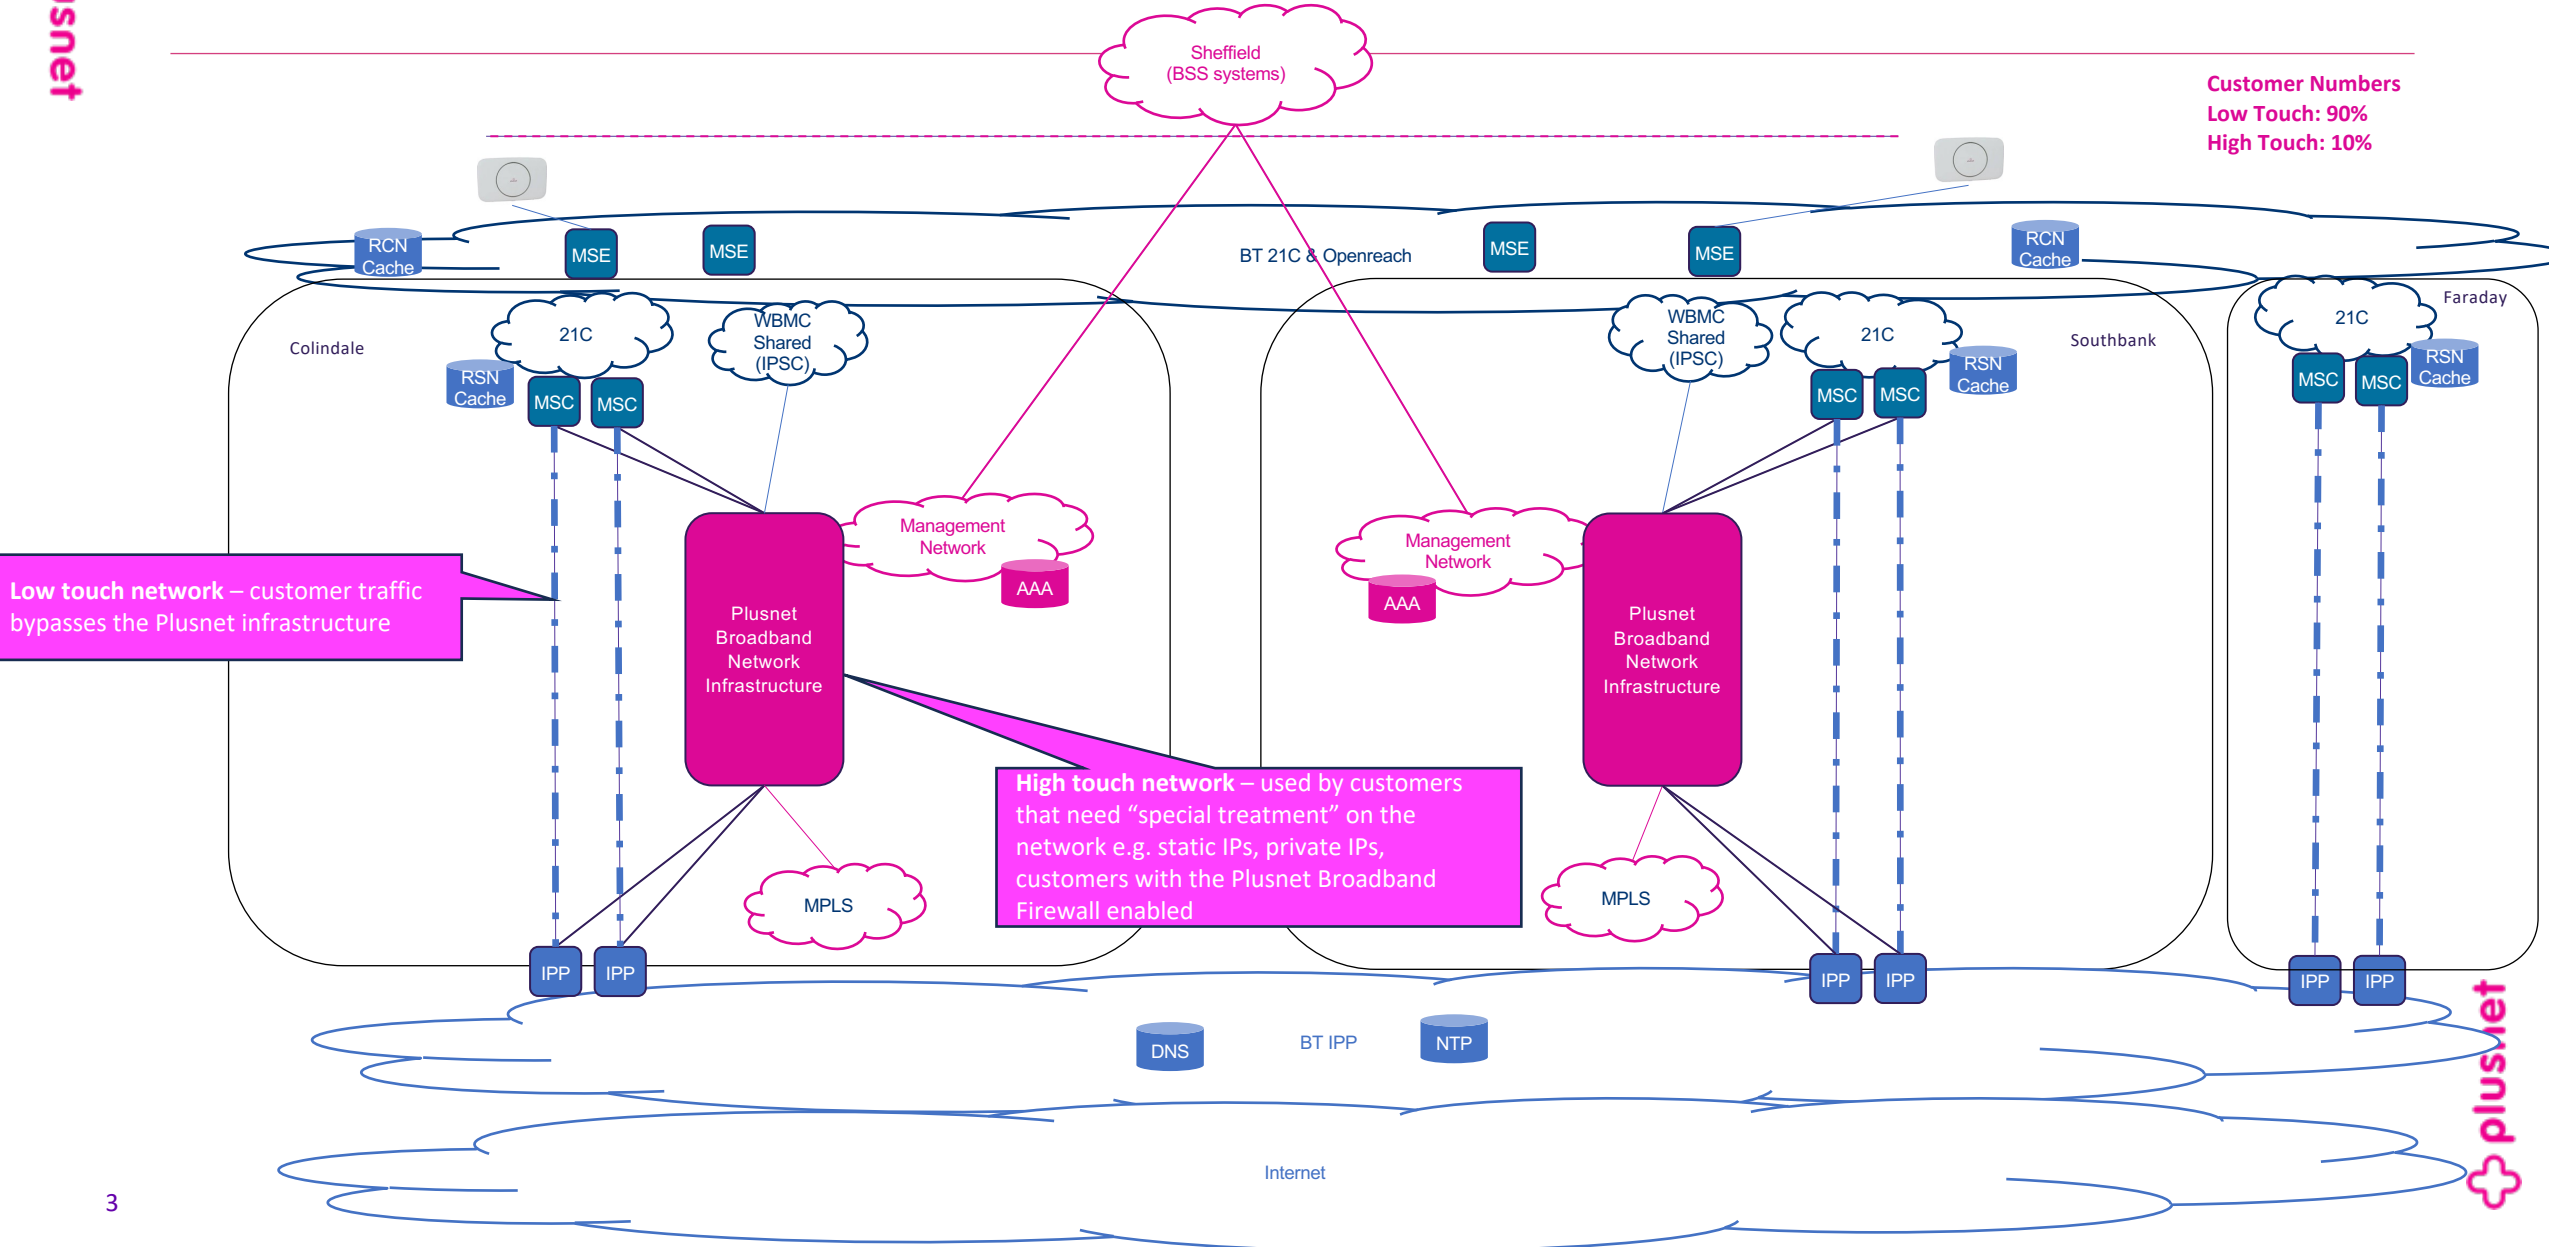 usnet
Sheffield
(BSS systems)
Customer Numbers
Low Touch: 90%
High Touch: 10%
RCN
Cache
MSE
MSE
BT 21C & Openreach
MSE
MSE
RCN
Cache
Colindale
21C
WBMC
Shared
(IPSC)
RSN
Cache
MSC
MSC
WBMC
Shared
(IPSC)
21C
Southbank
RSN
Cache
MSC
MSC
Faraday
21C
RSN
Cache
MSC
MSC
Management
Network
AAA
Management
Network
AAA
Low touch network – customer traffic
bypasses the Plusnet infrastructure
Plusnet
Broadband
Network
Infrastructure
Plusnet
Broadband
Network
Infrastructure
High touch network – used by customers
that need “special treatment” on the
network e.g. static IPs, private IPs,
customers with the Plusnet Broadband
Firewall enabled
MPLS
MPLS
IPP
IPP
IPP
IPP
IPP
IPP
DNS
BT IPP
NTP
plusnet
Internet
3